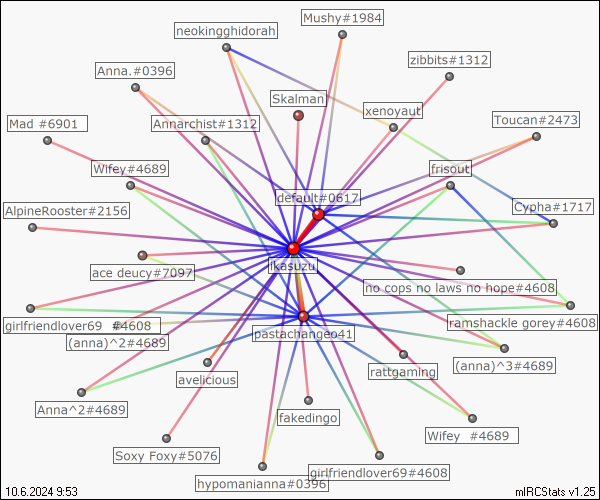 Mushy#1984
neokingghidorah
zibbits#1312
Anna.#0396
Skalman
xenoyaut
Toucan#2473
Mad #6901
Annarchist#1312
Wifey#4689
frisout
default#0617
AlpineRooster#2156
Cypha#1717
jkasuzu
ace deucy#7097
no cops no laws no hope#4608
girlfriendlover69 #4608
ramshackle gorey#4608
(anna)^2#4689
pastachangeo41
(anna)^3#4689
avelicious
rattgaming
Anna^2#4689
fakedingo
Wifey #4689
Soxy Foxy#5076
girlfriendlover69#4608
hypomanianna#0396
10.6.2024 9:53
mIRCStats v1.25